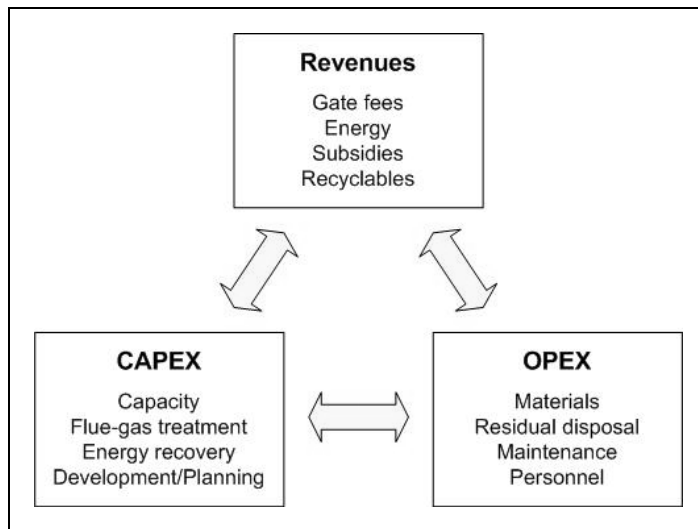 Revenues
Gate fees
Energy
Subsidies
Recyclables
CAPEX
Capacity
Flue-gas treatment
Energy recovery
Development/Planning
OPEX
Materials
Residual disposal
Maintenance
Personnel